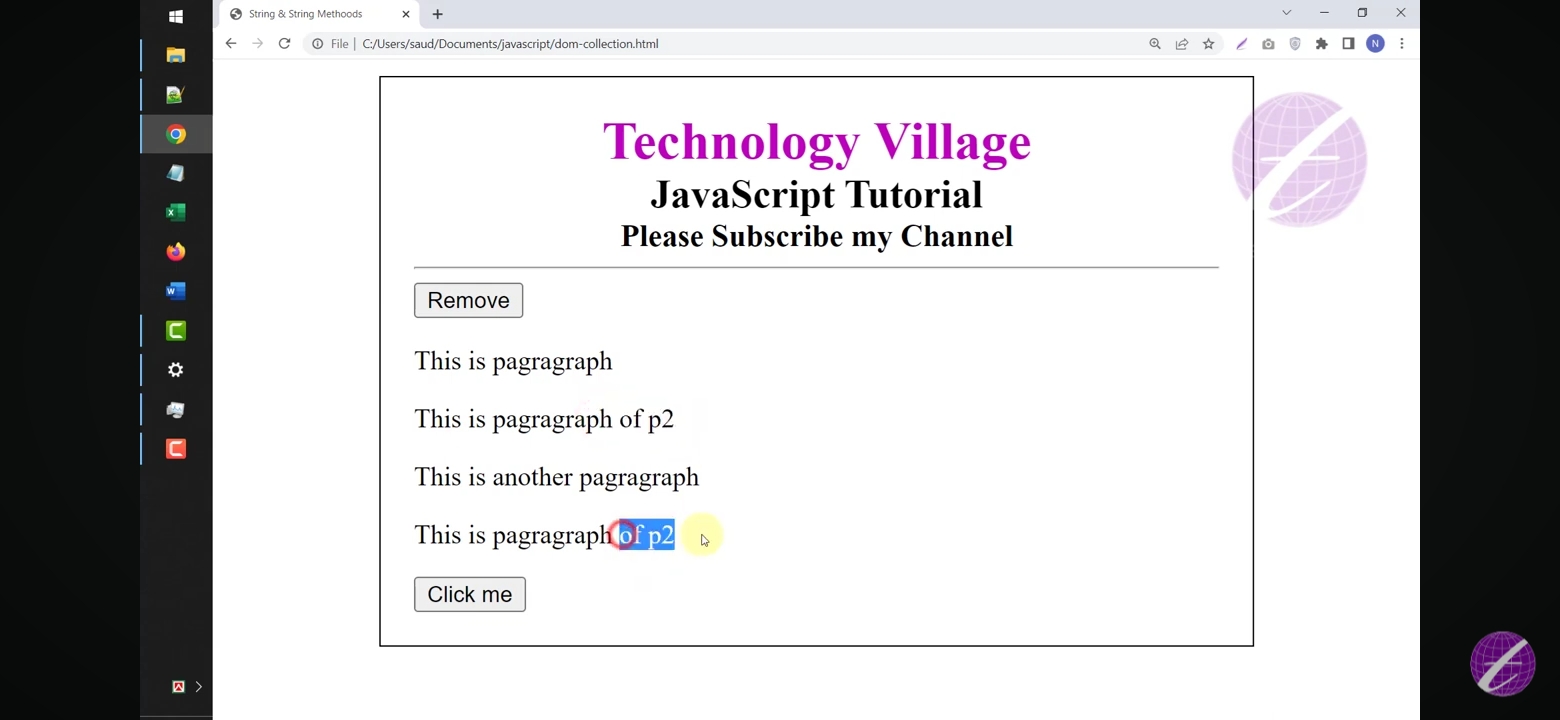 String & String Methoods
File
C:/Users/saud/Documents/javascript/dom-collection.html
N
Technology Village
JavaScript Tutorial
Please Subscribe my Channel
Remove
This is pagragraph
This is pagragraph of p2
This is another pagragraph
This is pagragraph of p2
Click me